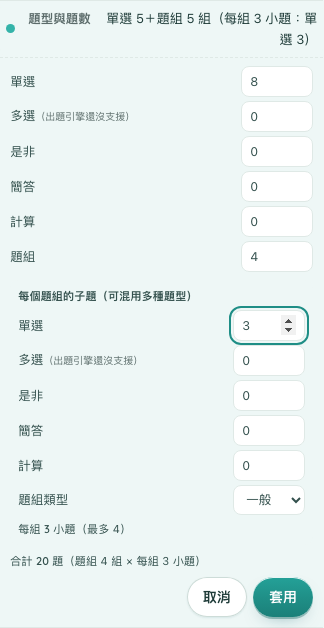 題型與題數 單選 5＋題組 5 組（每組 3 小題：單
選 3）
單選 8
多選（出題引擎還沒支援） 0
是非 0
簡答 0
計算 0
題組 4
每個題組的子題（可混用多種題型）
單選 3
多選（出題引擎還沒支援） 0
是非 0
簡答 0
計算 0
題組類型 一般
每組 3 小題（最多 4）
合計 20 題（題組 4 組 × 每組 3 小題）
取消 套用